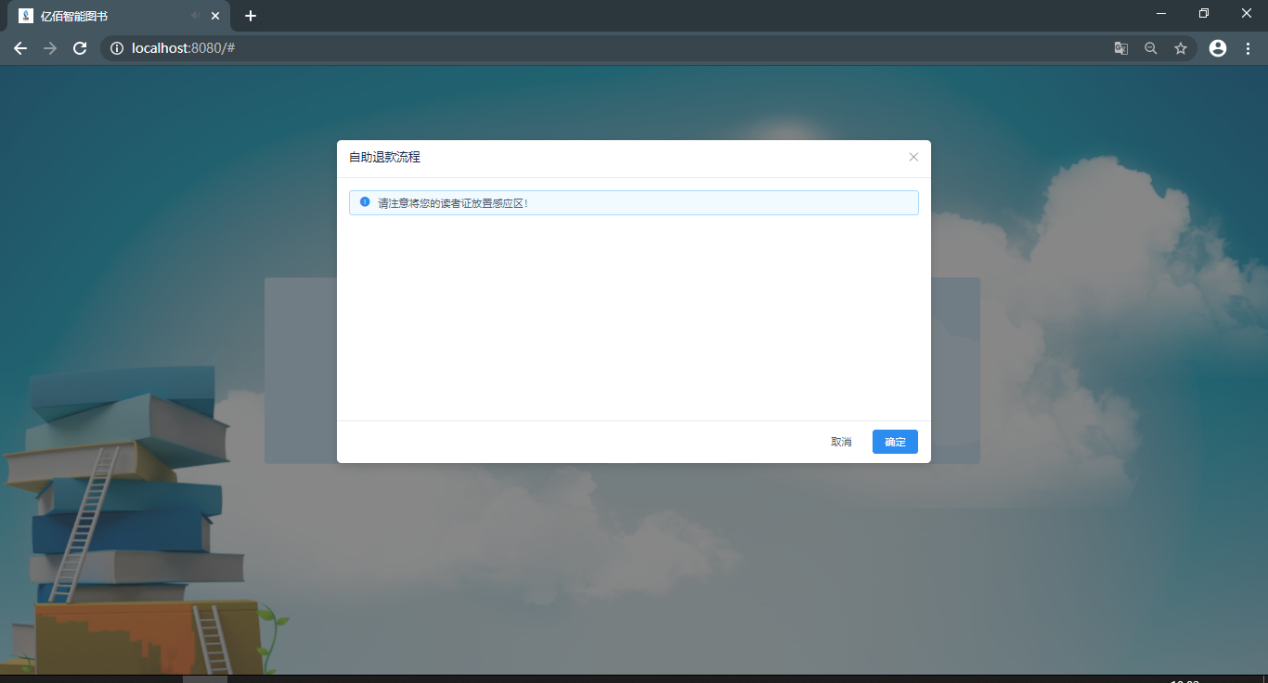 亿佰智能图书
localhost:8080/#
自助退款流程
请注意将您的读者证放置感应区!
取消
确定